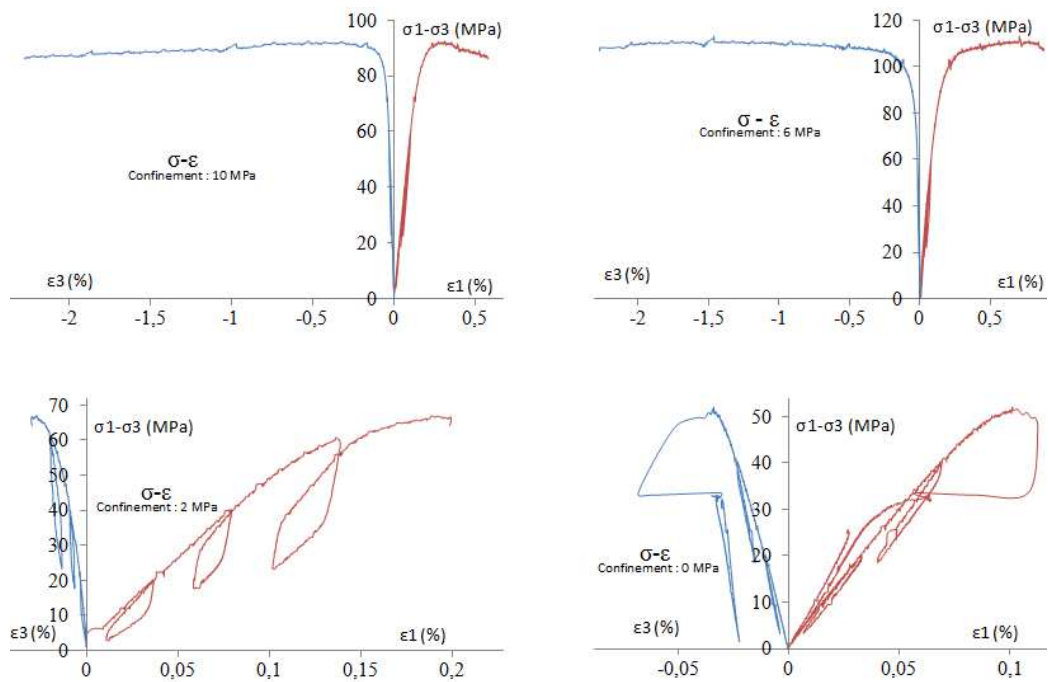 100
σ1-σ3 (MPa)
80
60
σ-ε
Confinement : 10 MPa
40
20
ε3 (%)
ε1 (%)
0
-2 -1,5 -1 -0,5 0 0,5
120
σ1-σ3 (MPa)
100
80
σ - ε
Confinement : 6 MPa
60
40
20
ε3 (%)
ε1 (%)
0
-2 -1,5 -1 -0,5 0 0,5
70
σ1-σ3 (MPa)
60
50
σ-ε
Confinement : 2 MPa
40
30
20
10
ε3 (%)
ε1 (%)
0
0 0,05 0,1 0,15 0,2
50
σ1-σ3 (MPa)
40
30
σ-ε
Confinement : 0 MPa
20
10
ε3 (%)
ε1 (%)
0
-0,05 0 0,05 0,1